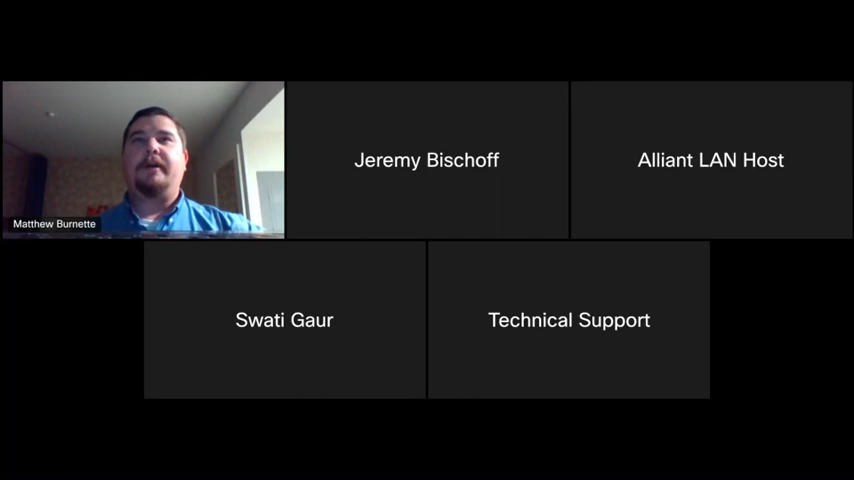 Jeremy Bischoff
Alliant LAN Host
Matthew Burnette
Swati Gaur
Technical Support